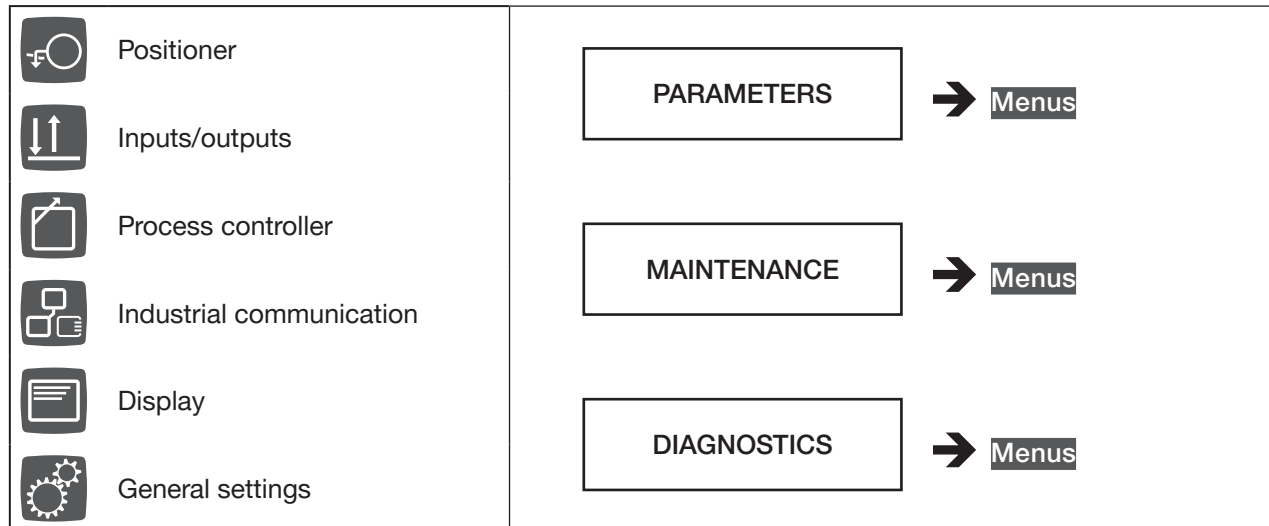 Positioner
Inputs/outputs
Process controller
Industrial communication
Display
General settings
PARAMETERS
Menus
MAINTENANCE
Menus
DIAGNOSTICS
Menus